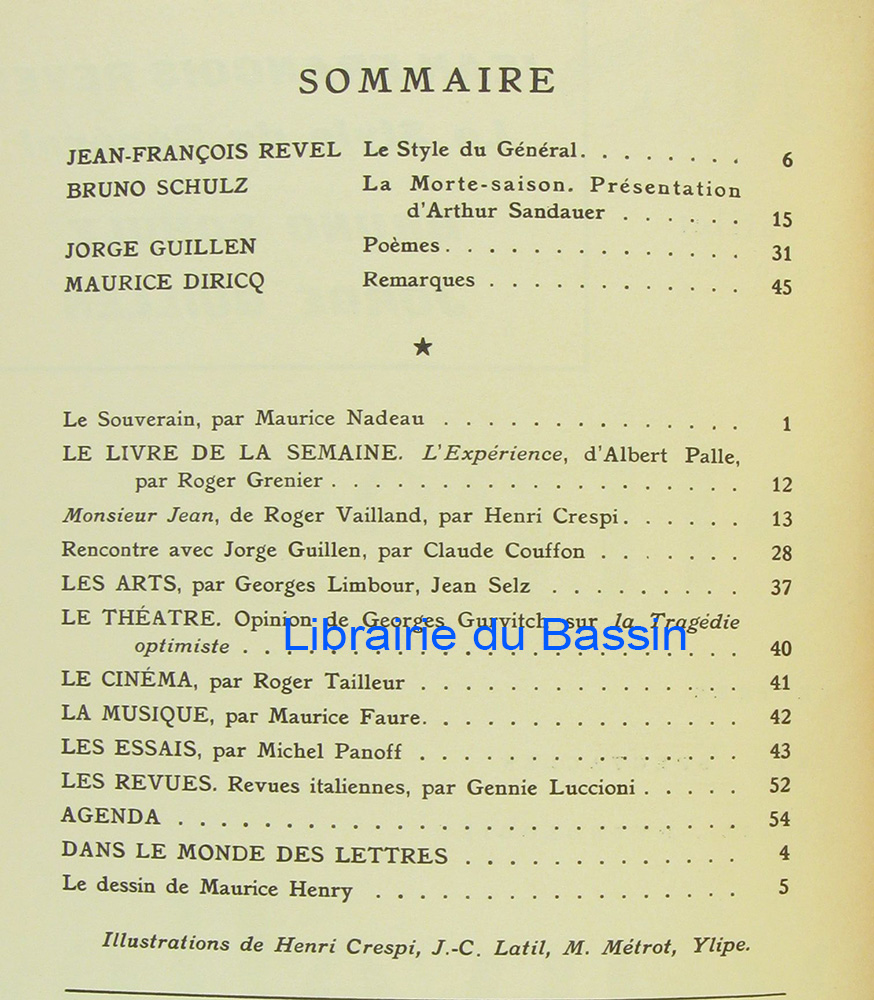 SOMMAIRE
JEAN-FRANÇOIS REVEL Le Style du Général. . . . . . . . 6
BRUNO SCHULZ La Morte-saison. Présentation
d'Arthur Sandauer . . . . . . 15
JORGE GUILLEN Poèmes. . . . . . . . . . . . . 31
MAURICE DIRICQ Remarques . . . . . . . . . . . 45
★
Le Souverain, par Maurice Nadeau . . . . . . . . . . . . . 1
LE LIVRE DE LA SEMAINE. L'Expérience, d'Albert Palle,
par Roger Grenier . . . . . . . . . . . . . . . . . 12
Monsieur Jean, de Roger Vailland, par Henri Crespi. . . . . . 13
Rencontre avec Jorge Guillen, par Claude Couffon . . . . . . . 28
LES ARTS, par Georges Limbour, Jean Selz . . . . . . . . . 37
LE THÉATRE. Opinion de Georges Gurvitch sur la Tragédie
optimiste . . . . . . . . . . . . . . . . . . . . 40
Librairie du Bassin
LE CINÉMA, par Roger Tailleur . . . . . . . . . . . . . . 41
LA MUSIQUE, par Maurice Faure. . . . . . . . . . . . . . 42
LES ESSAIS, par Michel Panoff . . . . . . . . . . . . . . 43
LES REVUES. Revues italiennes, par Gennie Luccioni . . . . . 52
AGENDA . . . . . . . . . . . . . . . . . . . . . 54
DANS LE MONDE DES LETTRES . . . . . . . . . . . 4
Le dessin de Maurice Henry . . . . . . . . . . . . . . . 5
Illustrations de Henri Crespi, J.-C. Latil, M. Métrot, Ylipe.